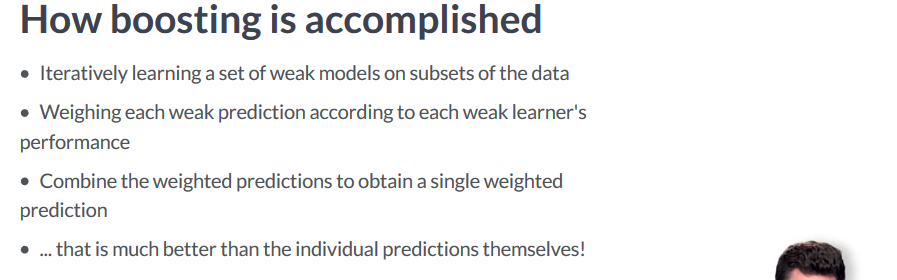 How boosting is accomplished
• Iteratively learning a set of weak models on subsets of the data
• Weighing each weak prediction according to each weak learner's
performance
• Combine the weighted predictions to obtain a single weighted
prediction
• ... that is much better than the individual predictions themselves!